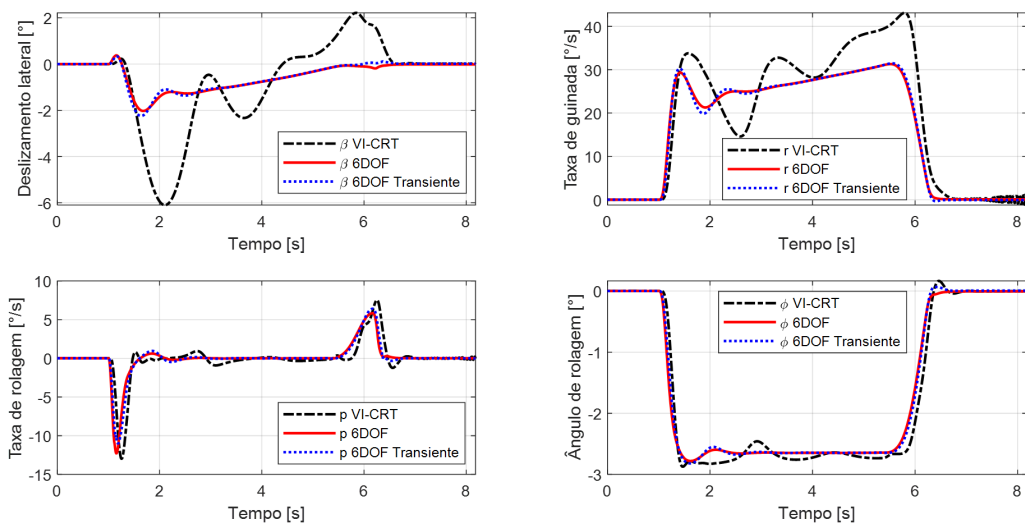 Deslizamento lateral [°]
2
0
-2
-4
-6
β VI-CRT
β 6DOF
β 6DOF Transiente
0 2 4 6 8
Tempo [s]
Taxa de guinada [°/s]
40
30
20
10
0
r VI-CRT
r 6DOF
r 6DOF Transiente
0 2 4 6 8
Tempo [s]
Taxa de rolagem [°/s]
10
5
0
-5
-10
-15
p VI-CRT
p 6DOF
p 6DOF Transiente
0 2 4 6 8
Tempo [s]
Ângulo de rolagem [°]
0
-1
-2
-3
ϕ VI-CRT
ϕ 6DOF
ϕ 6DOF Transiente
0 2 4 6 8
Tempo [s]